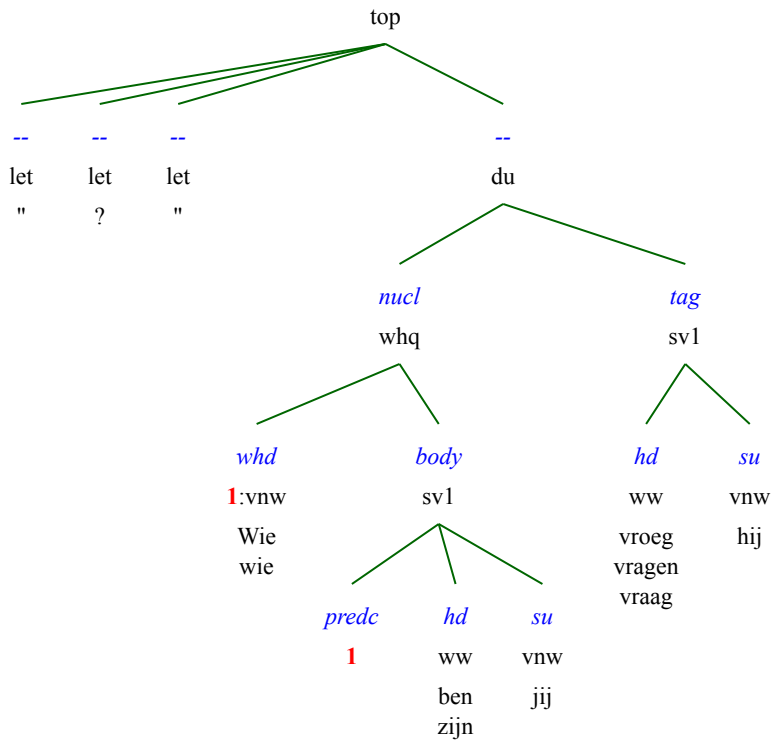 top
-- -- -- --
let let let du
" ? "
nucl tag
whq sv1
whd body hd su
1:vnw sv1 ww vnw
Wie vroeg hij
wie vragen
vraag
predc hd su
1 ww vnw
ben jij
zijn